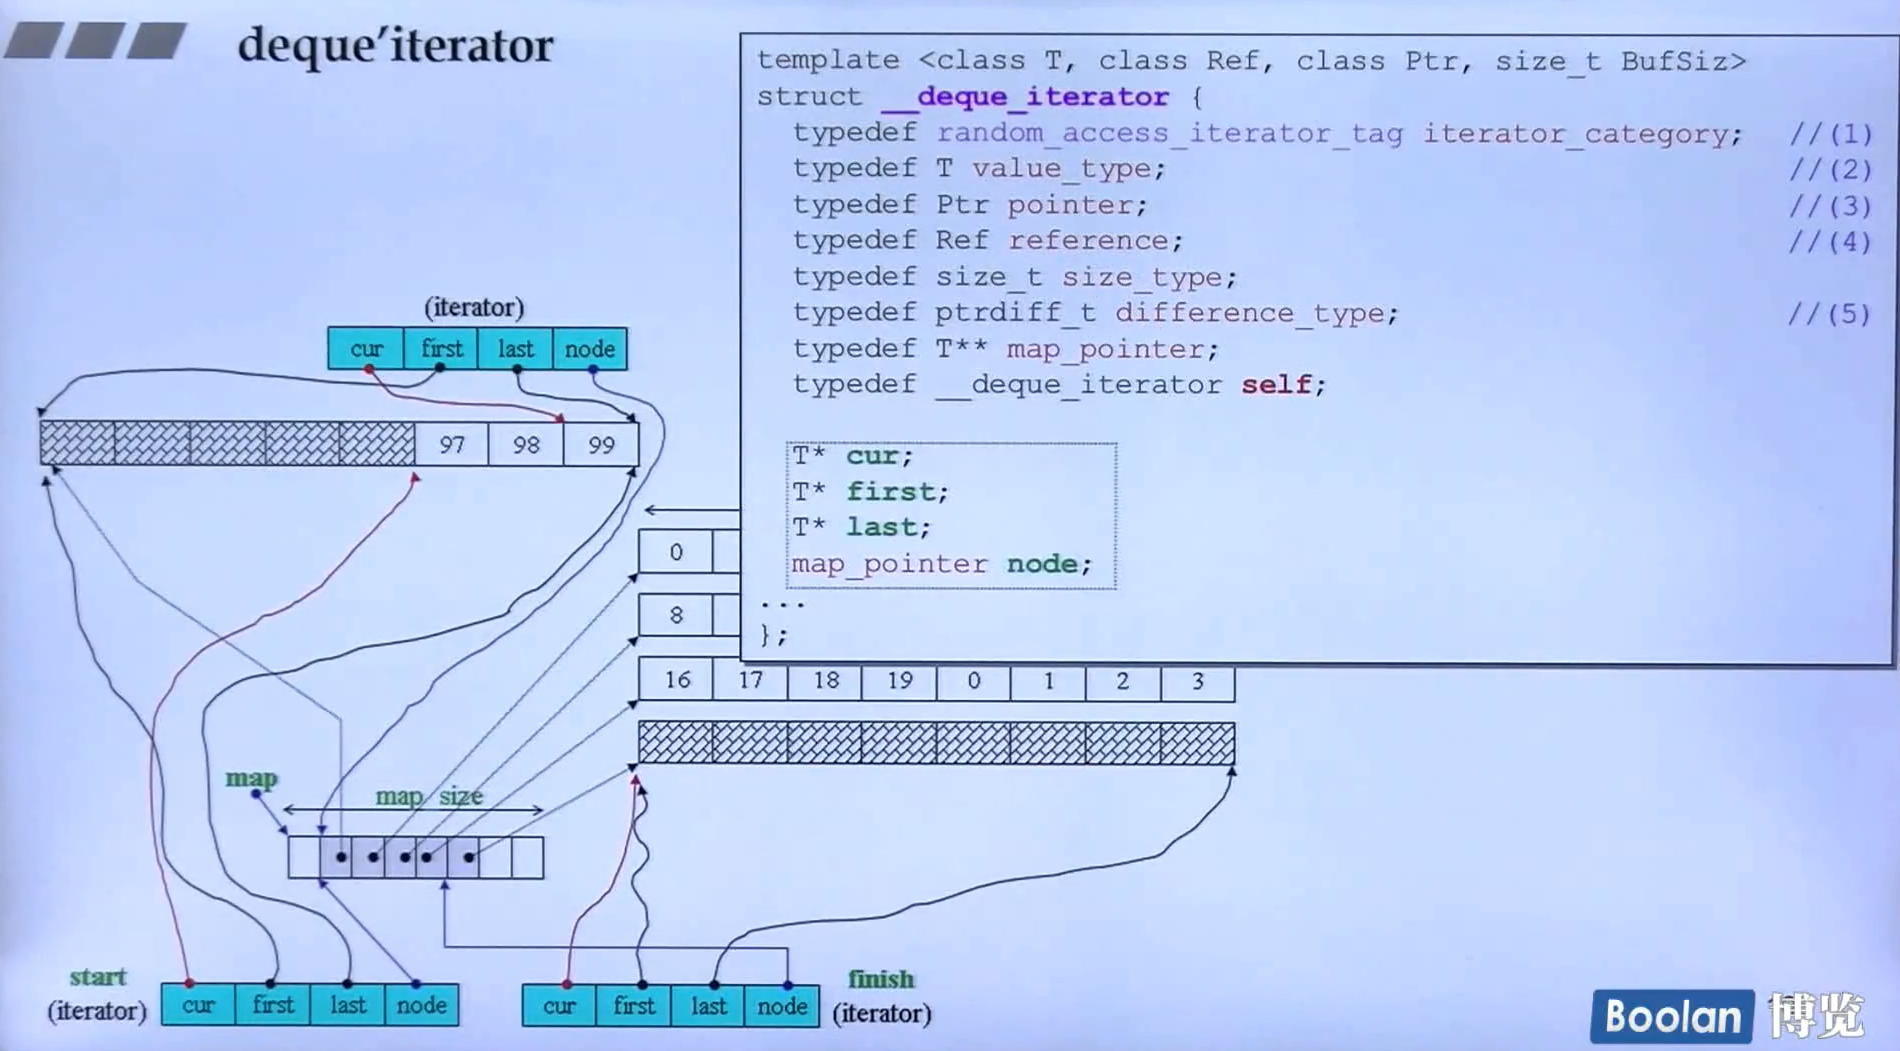 deque'iterator
template <class T, class Ref, class Ptr, size_t BufSiz>
struct __deque_iterator {
typedef random_access_iterator_tag iterator_category; //(1)
typedef T value_type; //(2)
typedef Ptr pointer; //(3)
typedef Ref reference; //(4)
typedef size_t size_type;
typedef ptrdiff_t difference_type; //(5)
typedef T** map_pointer;
typedef __deque_iterator self;
T* cur;
T* first;
T* last;
map_pointer node;
...
};
(iterator)
cur first last node
97 98 99
0
8
16 17 18 19 0 1 2 3
map
map size
start
(iterator)
cur first last node
cur first last node
finish
(iterator)
Boolan 博览